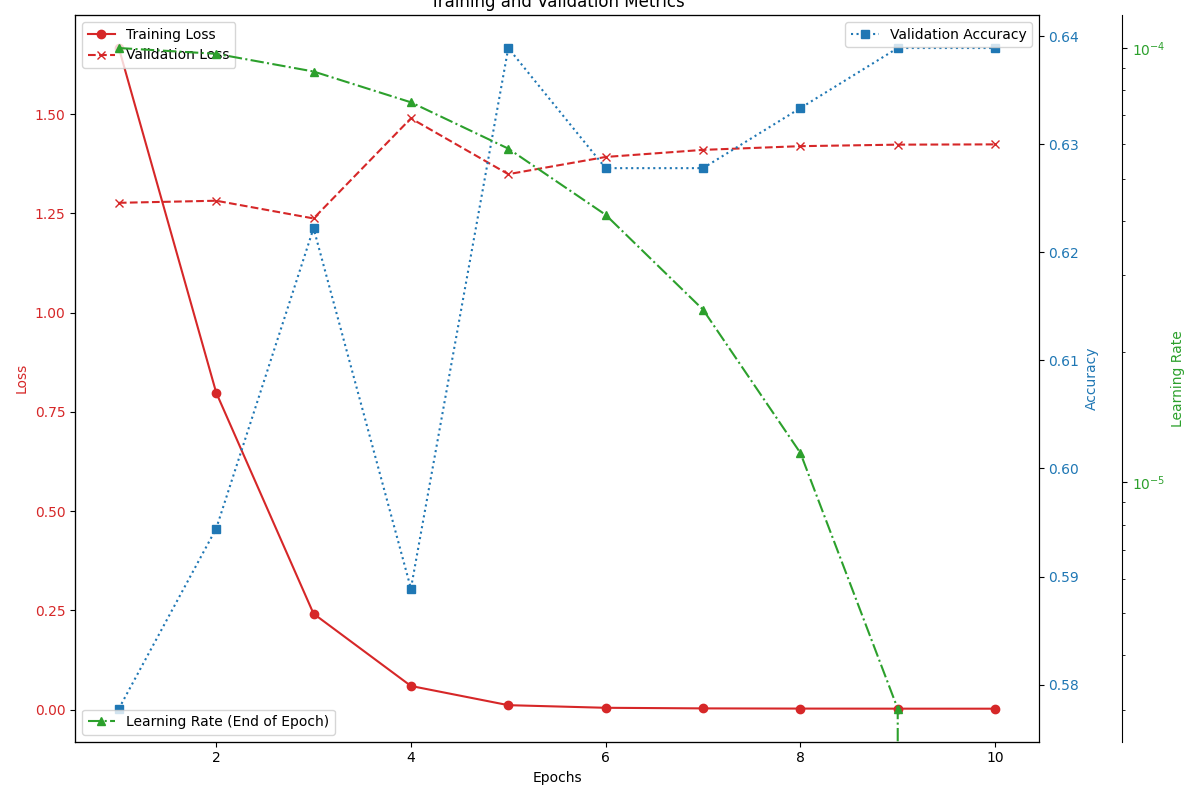 Training and Validation Metrics
Training Loss
Validation Loss
Validation Accuracy
Learning Rate (End of Epoch)
1.50
1.25
1.00
0.75
0.50
0.25
0.00
Loss
2
4
6
8
10
Epochs
0.64
0.63
0.62
0.61
0.60
0.59
0.58
Accuracy
10⁻⁴
10⁻⁵
Learning Rate